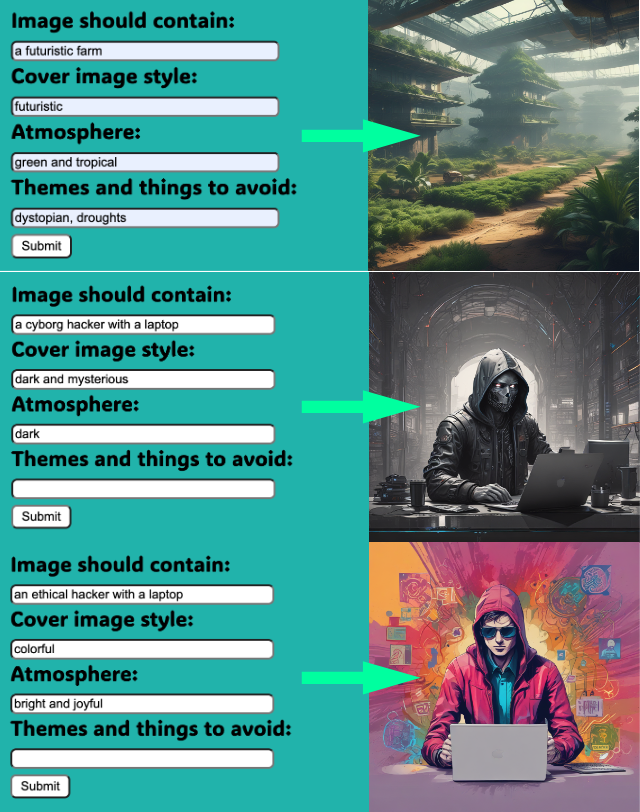 Image should contain:
a futuristic farm
Cover image style:
futuristic
Atmosphere:
green and tropical
Themes and things to avoid:
dystopian, droughts
Submit
Image should contain:
a cyborg hacker with a laptop
Cover image style:
dark and mysterious
Atmosphere:
dark
Themes and things to avoid:
Submit
Image should contain:
an ethical hacker with a laptop
Cover image style:
colorful
Atmosphere:
bright and joyful
Themes and things to avoid:
Submit